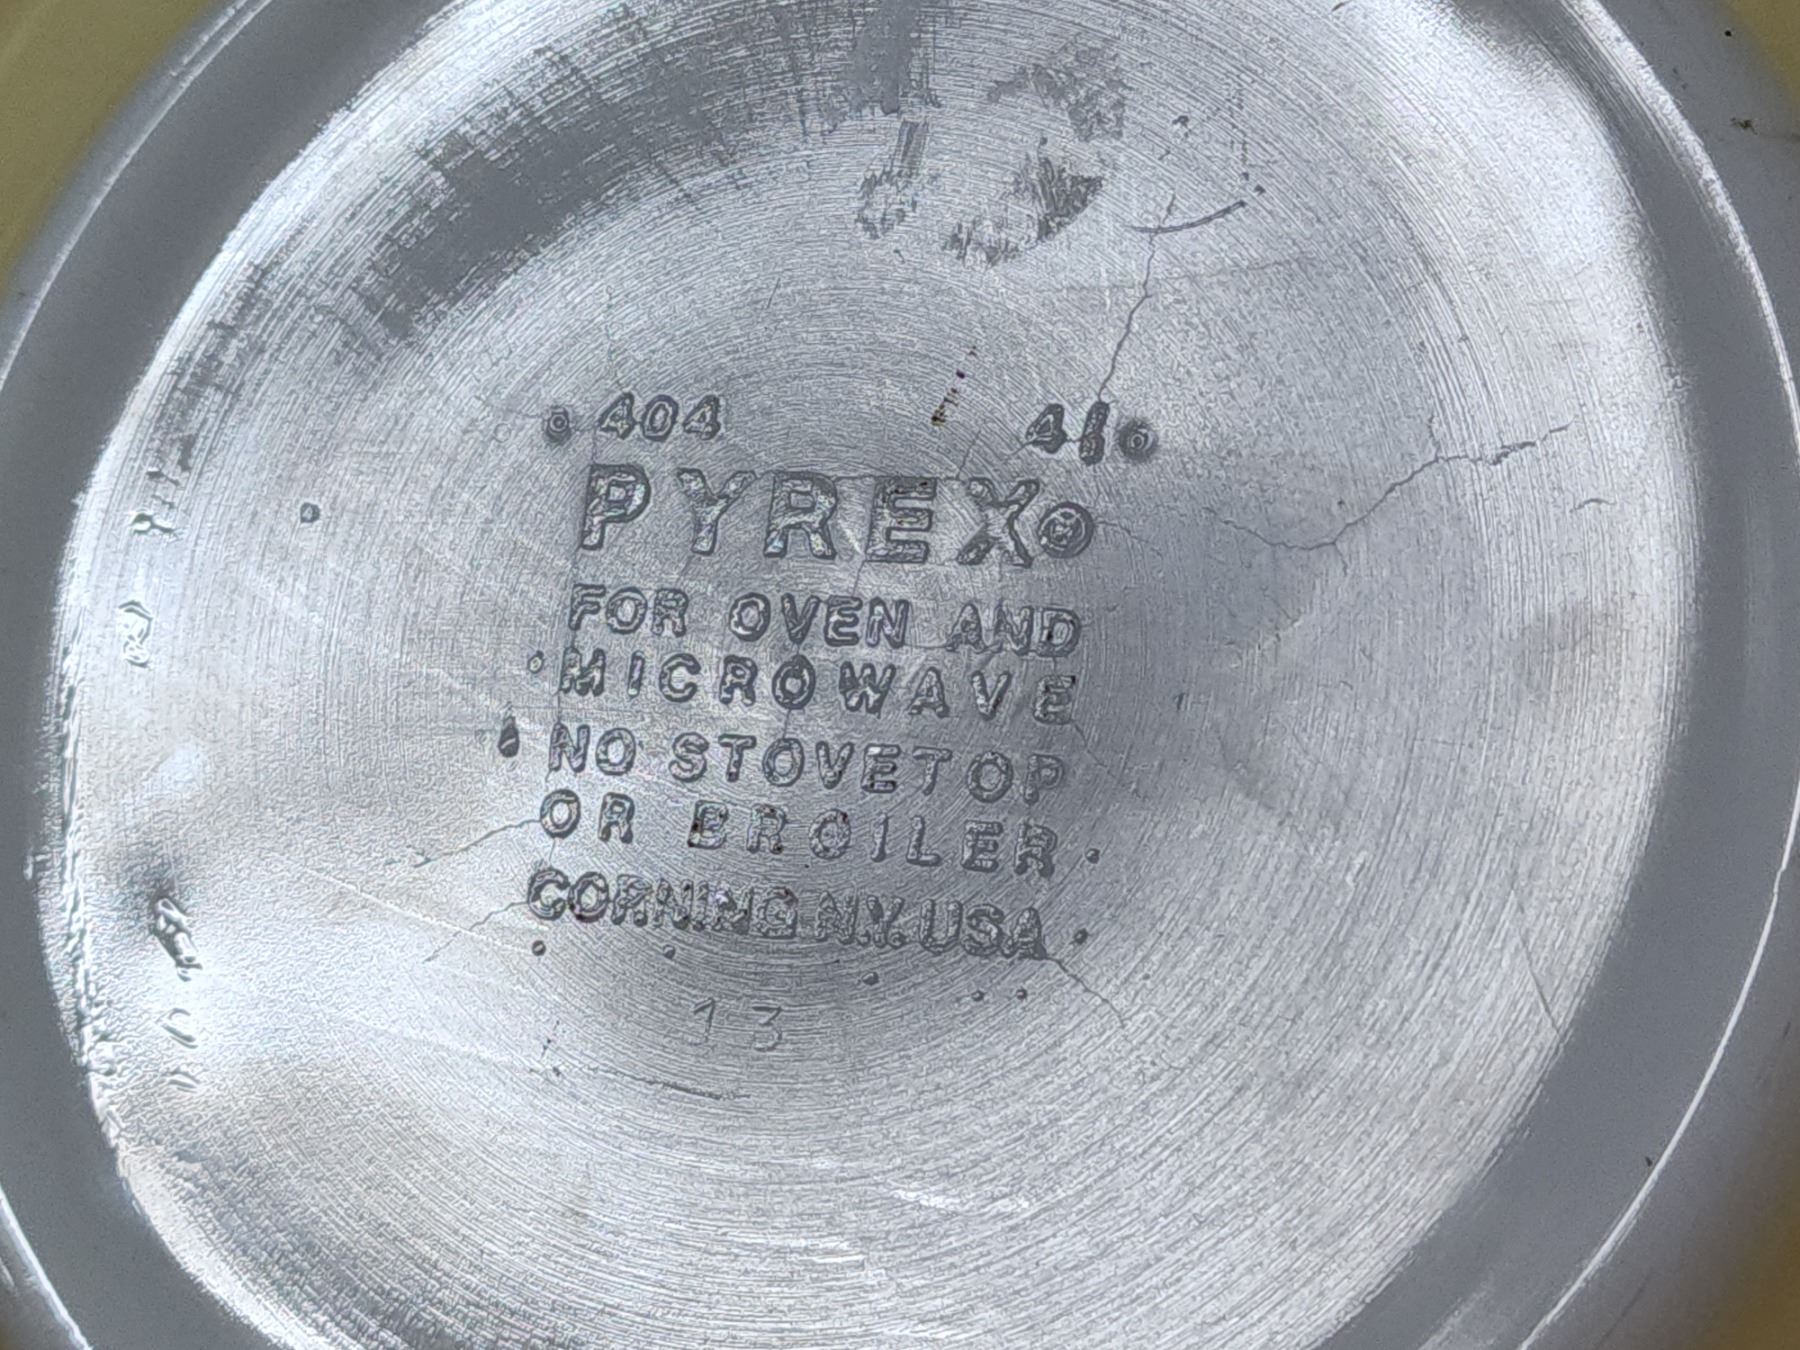 404 41
PYREX®
FOR OVEN AND
MICROWAVE
NO STOVETOP
OR BROILER
CORNING N.Y. USA
13